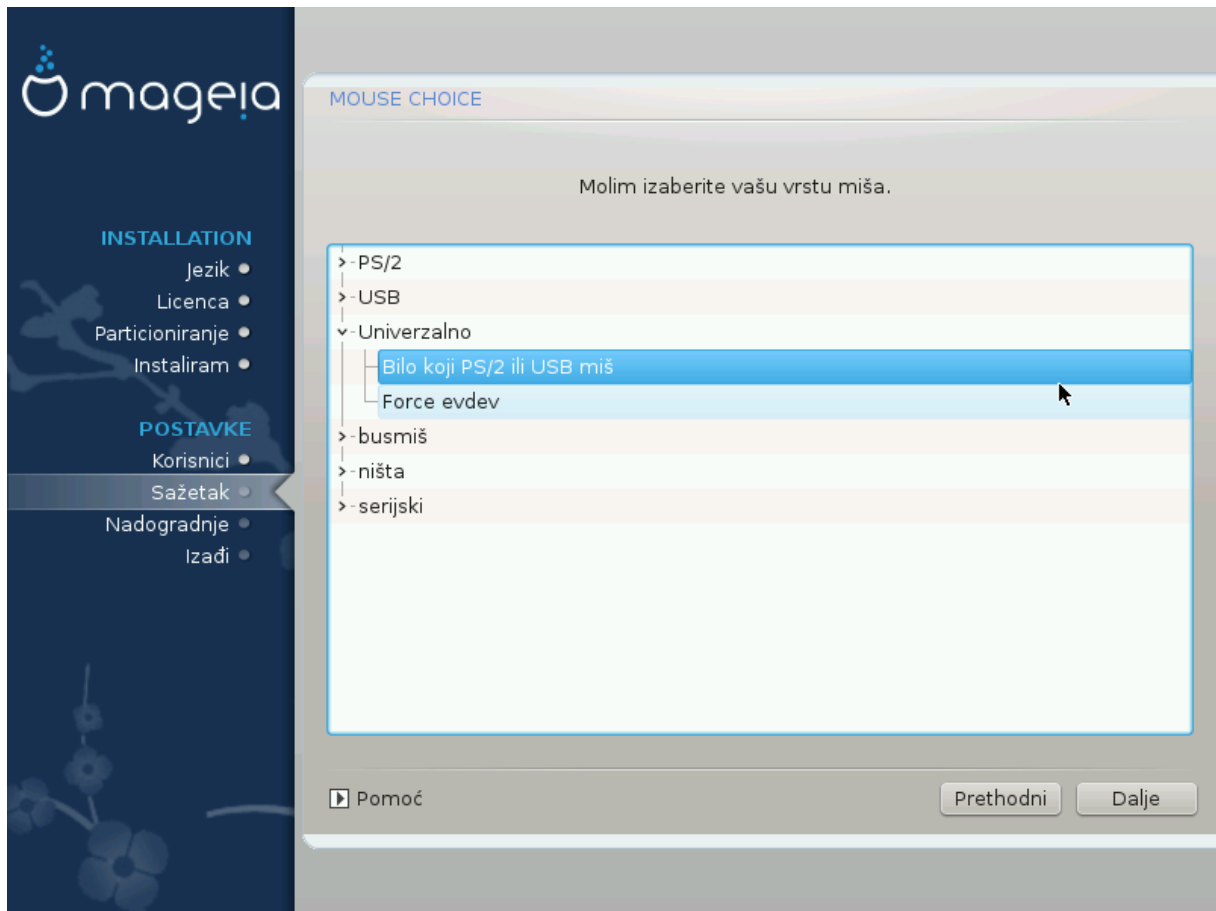 mageia
INSTALLATION
Jezik
Licenca
Particioniranje
Instaliram
POSTAVKE
Korisnici
Sažetak
Nadogradnje
Izađi
MOUSE CHOICE
Molim izaberite vašu vrstu miša.
PS/2
USB
Univerzalno
Bilo koji PS/2 ili USB miš
Force evdev
busmiš
ništa
serijski
Pomoć
Prethodni
Dalje